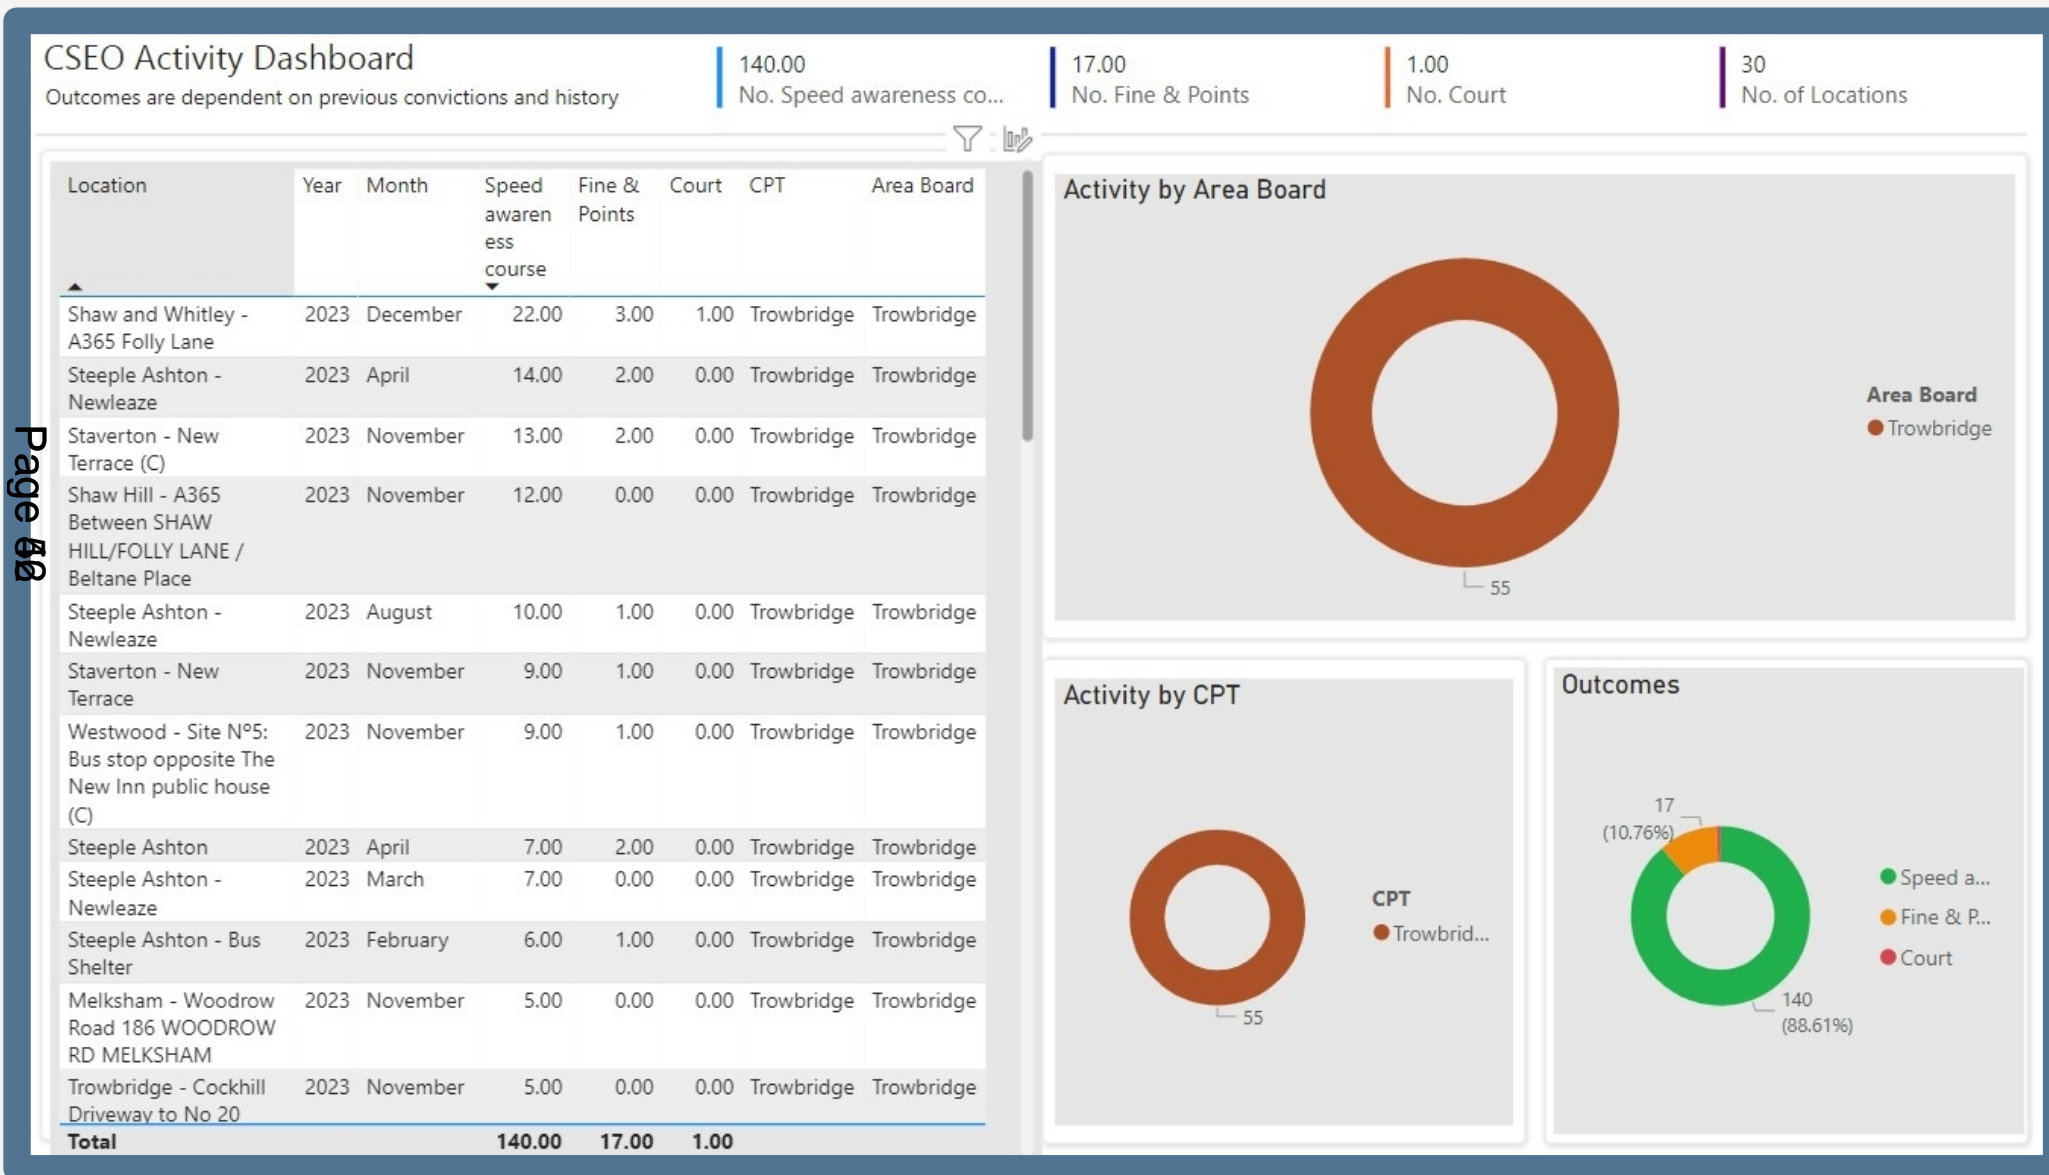 CSEO Activity Dashboard
Outcomes are dependent on previous convictions and history
140.00
No. Speed awareness co...
17.00
No. Fine & Points
1.00
No. Court
30
No. of Locations
Location Year Month Speed awaren ess course Fine & Points Court CPT Area Board
Shaw and Whitley - 2023 December 22.00 3.00 1.00 Trowbridge Trowbridge
A365 Folly Lane
Steeple Ashton - 2023 April 14.00 2.00 0.00 Trowbridge Trowbridge
Newleaze
Staverton - New 2023 November 13.00 2.00 0.00 Trowbridge Trowbridge
Terrace (C)
Shaw Hill - A365 2023 November 12.00 0.00 0.00 Trowbridge Trowbridge
Between SHAW
HILL/FOLLY LANE /
Beltane Place
Steeple Ashton - 2023 August 10.00 1.00 0.00 Trowbridge Trowbridge
Newleaze
Staverton - New 2023 November 9.00 1.00 0.00 Trowbridge Trowbridge
Terrace
Westwood - Site Nº5: 2023 November 9.00 1.00 0.00 Trowbridge Trowbridge
Bus stop opposite The
New Inn public house
(C)
Steeple Ashton 2023 April 7.00 2.00 0.00 Trowbridge Trowbridge
Steeple Ashton - 2023 March 7.00 0.00 0.00 Trowbridge Trowbridge
Newleaze
Steeple Ashton - Bus 2023 February 6.00 1.00 0.00 Trowbridge Trowbridge
Shelter
Melksham - Woodrow 2023 November 5.00 0.00 0.00 Trowbridge Trowbridge
Road 186 WOODROW
RD MELKSHAM
Trowbridge - Cockhill 2023 November 5.00 0.00 0.00 Trowbridge Trowbridge
Driveway to No 20
Total 140.00 17.00 1.00
Activity by Area Board
55
Area Board
Trowbridge
Activity by CPT
55
CPT
Trowbrid...
Outcomes
17
(10.76%)
140
(88.61%)
Speed a...
Fine & P...
Court
Page